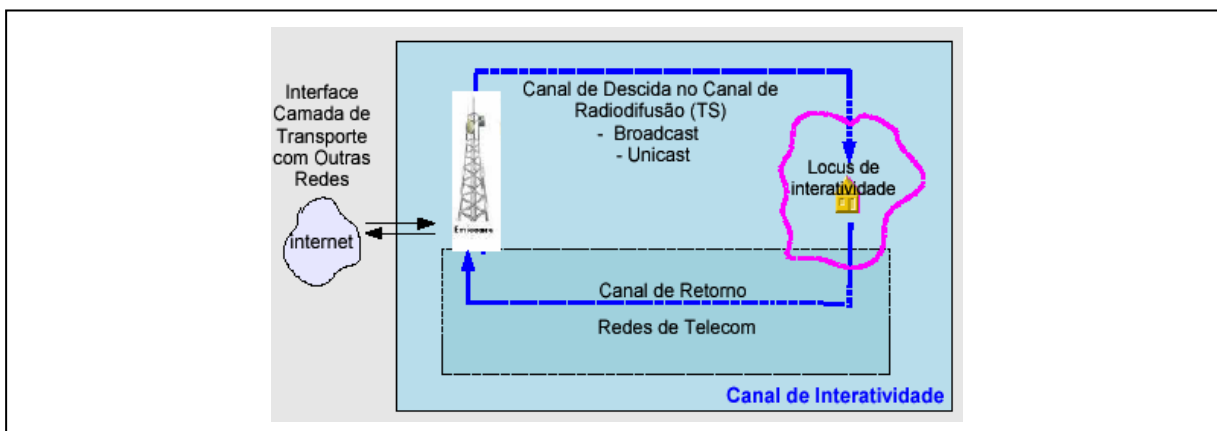 Interface
Camada de
Transporte
com Outras
Redes
internet
Canal de Descida no Canal de
Radiodifusão (TS)
- Broadcast
- Unicast
Emissora
Locus de
interatividade
Canal de Retorno
Redes de Telecom
Canal de Interatividade